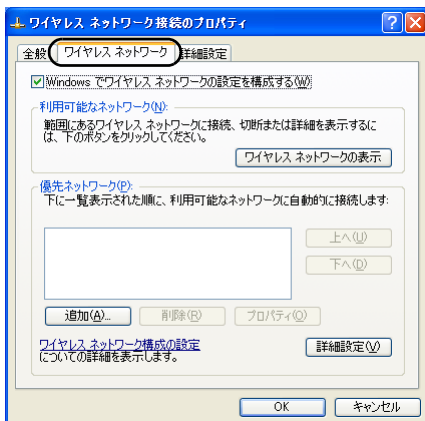 ワイヤレス ネットワーク接続のプロパティ
全般 ワイヤレス ネットワーク 詳細設定
Windows でワイヤレス ネットワークの設定を構成する(W)
利用可能なネットワーク(N):
範囲にあるワイヤレス ネットワークに接続、切断または詳細を表示するに
は、下のボタンをクリックしてください。
ワイヤレス ネットワークの表示
優先ネットワーク(P):
下に一覧表示された順に、利用可能なネットワークに自動的に接続します:
上へ(U)
下へ(D)
追加(A)... 削除(R) プロパティ(O)
ワイヤレス ネットワーク構成の設定
についての詳細を表示します。
詳細設定(V)
OK キャンセル